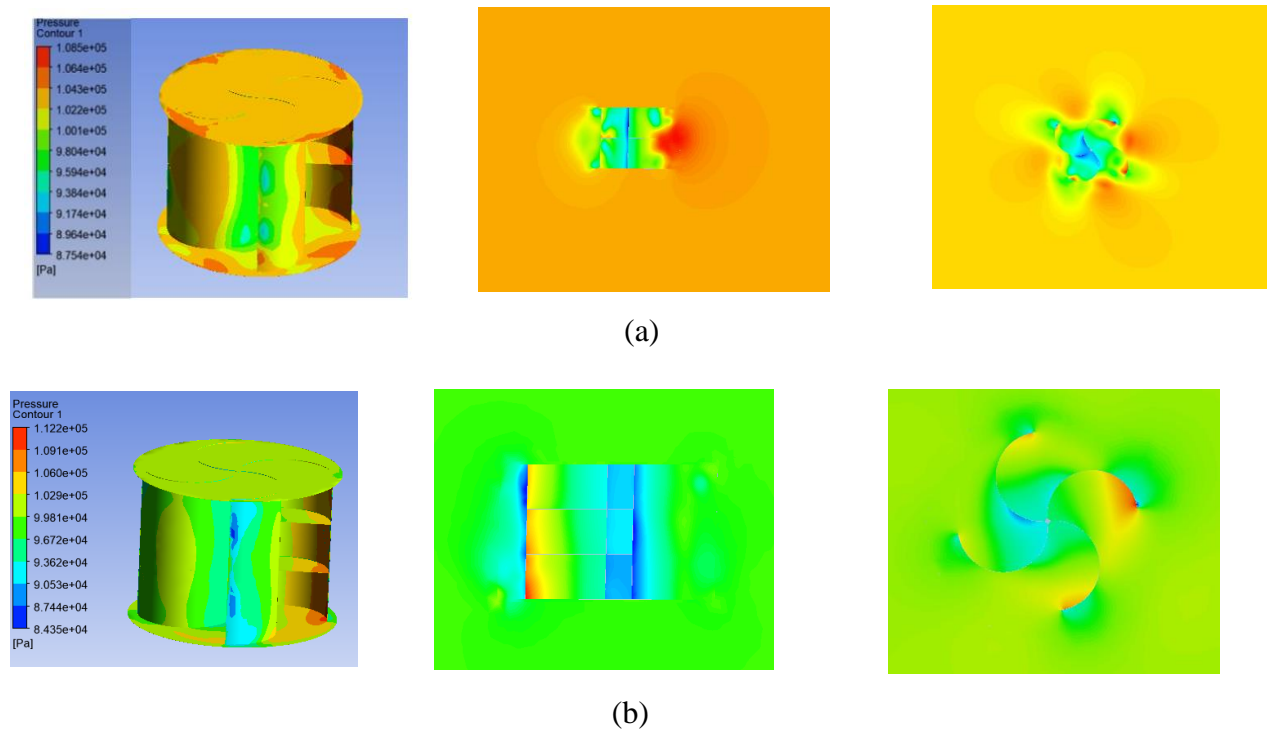 Pressure
Contour 1
1.085e+05
1.064e+05
1.043e+05
1.022e+05
1.001e+05
9.804e+04
9.594e+04
9.384e+04
9.174e+04
8.964e+04
8.754e+04
[Pa]
(a)
Pressure
Contour 1
1.122e+05
1.091e+05
1.060e+05
1.029e+05
9.981e+04
9.672e+04
9.362e+04
9.053e+04
8.744e+04
8.435e+04
[Pa]
(b)